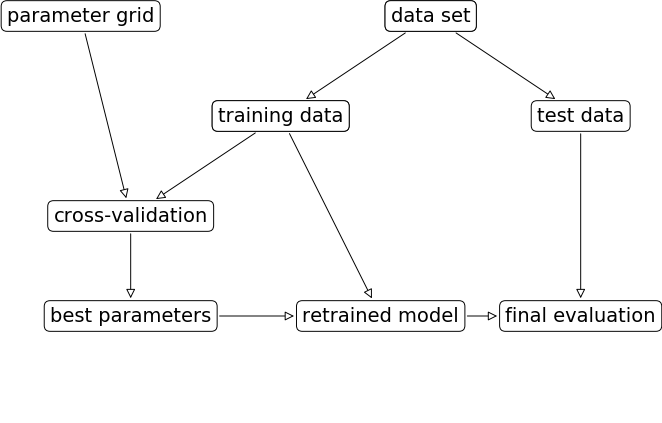 parameter grid
data set
training data
test data
cross-validation
best parameters
retrained model
final evaluation